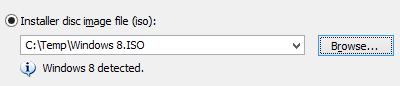 Installer disc image file (iso):
C:\Temp\Windows 8.ISO
Browse...
Windows 8 detected.